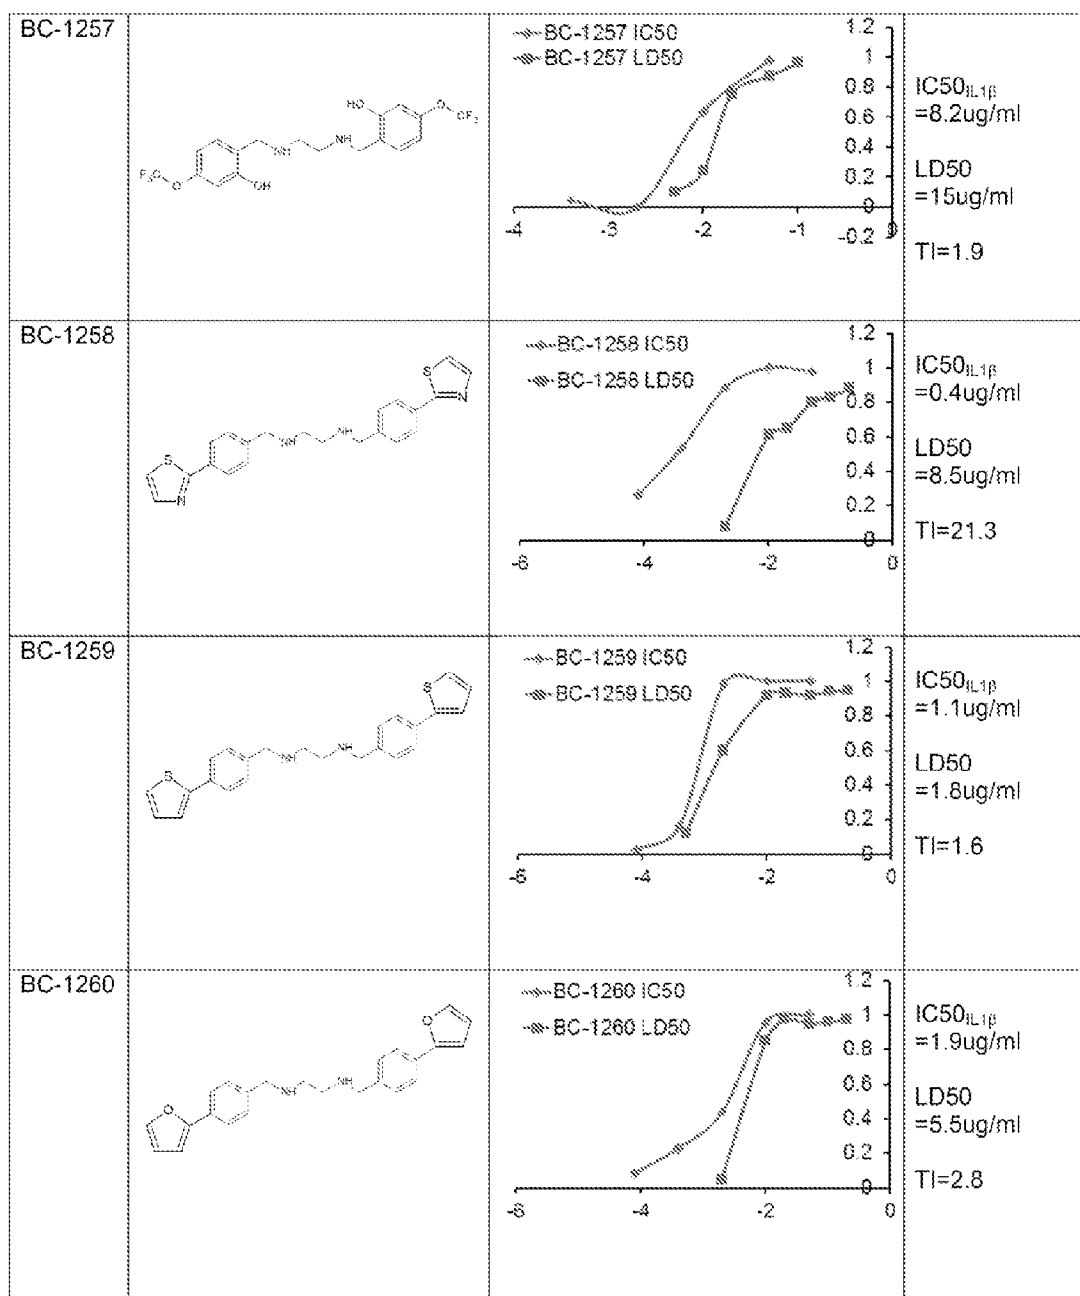 BC-1257
HO
O
CF3
NH
NH
F3C
O
OH
BC-1257 IC50
BC-1257 LD50
1.2
1
0.8
0.6
0.4
0.2
0
-0.2
-4
-3
-2
-1
0
IC50IL1β
=8.2ug/ml
LD50
=15ug/ml
TI=1.9
BC-1258
S
N
NH
NH
S
N
BC-1258 IC50
BC-1258 LD50
1.2
1
0.8
0.6
0.4
0.2
0
-6
-4
-2
0
IC50IL1β
=0.4ug/ml
LD50
=8.5ug/ml
TI=21.3
BC-1259
S
NH
NH
S
BC-1259 IC50
BC-1259 LD50
1.2
1
0.8
0.6
0.4
0.2
0
-6
-4
-2
0
IC50IL1β
=1.1ug/ml
LD50
=1.8ug/ml
TI=1.6
BC-1260
O
NH
NH
O
BC-1260 IC50
BC-1260 LD50
1.2
1
0.8
0.6
0.4
0.2
0
-6
-4
-2
0
IC50IL1β
=1.9ug/ml
LD50
=5.5ug/ml
TI=2.8